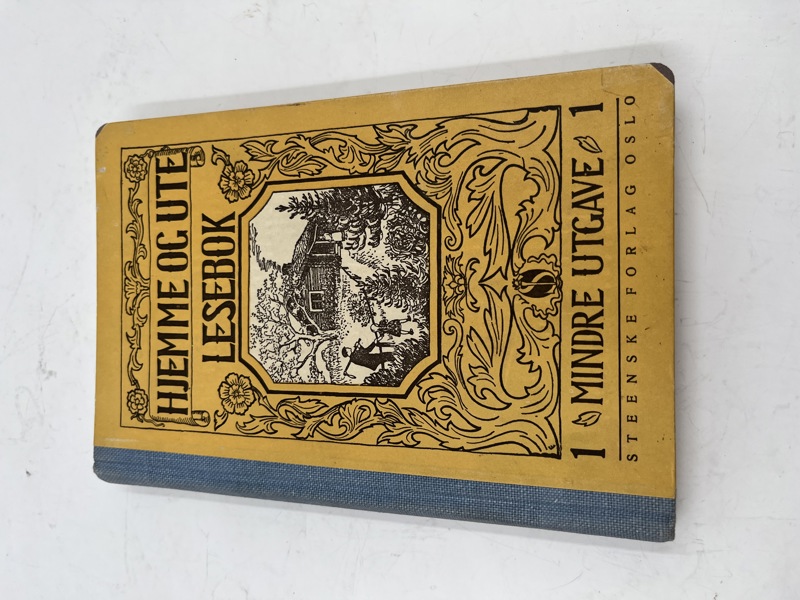 HJEMME OG UTE
LESEBOK
1 MINDRE UTGAVE 1
STEENSKE FORLAG OSLO